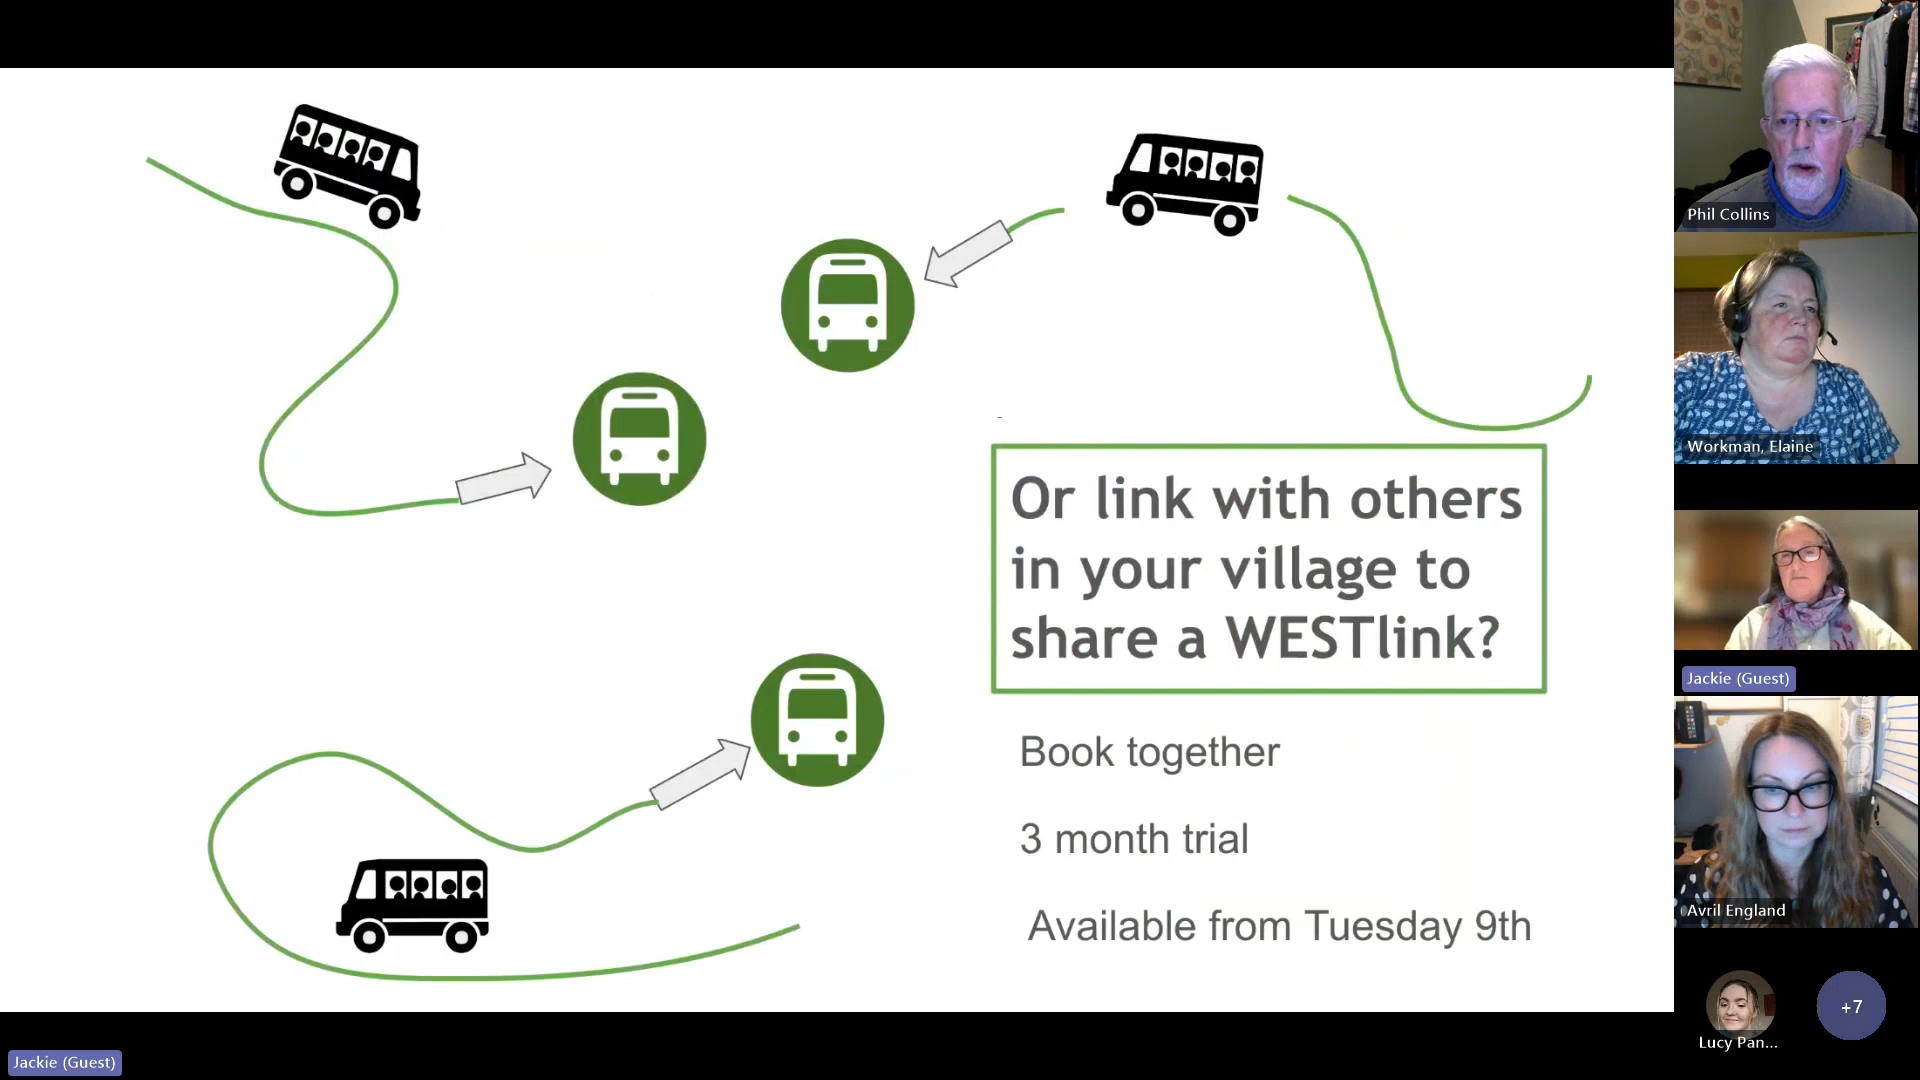 Or link with others
in your village to
share a WESTlink?
Book together
3 month trial
Available from Tuesday 9th
Phil Collins
Workman, Elaine
Jackie (Guest)
Avril England
Lucy Pan...
+7
Jackie (Guest)